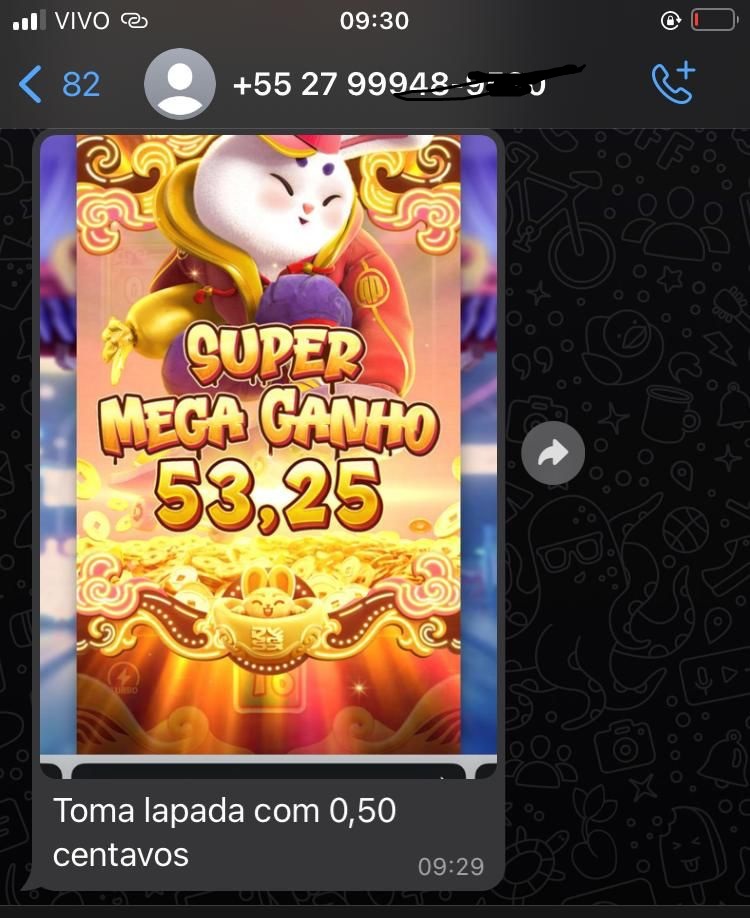 VIVO 09:30
82 +55 27 99948-
SUPER
MEGA GANHO
53,25
TURBO
Toma lapada com 0,50
centavos
09:29